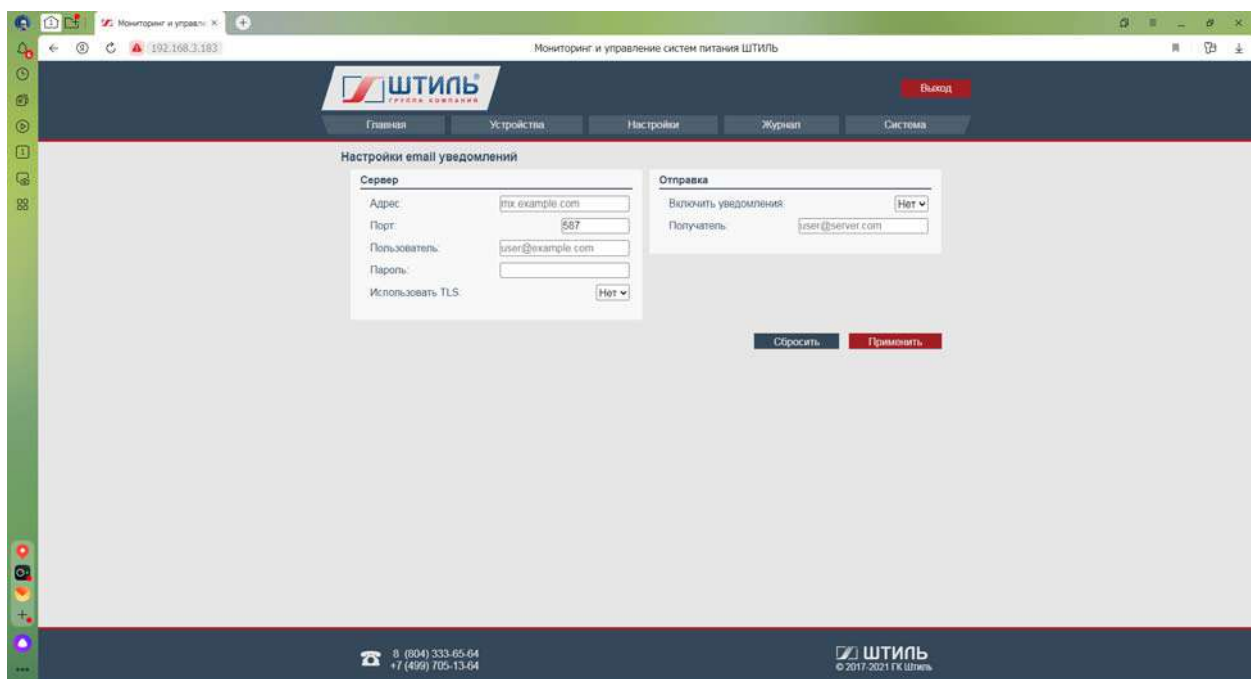 Мониторинг и управле
192.168.3.183
Мониторинг и управление систем питания ШТИЛЬ
ШТИЛЬ
ГРУППА КОМПАНИЙ
Выход
Главная Устройства Настройки Журнал Система
Настройки email уведомлений
Сервер
Адрес: mx.example.com
Порт: 587
Пользователь: user@example.com
Пароль:
Использовать TLS: Нет
Отправка
Включить уведомления: Нет
Получатель: user@server.com
Сбросить Применить
8 (804) 333-65-64
+7 (499) 705-13-64
ШТИЛЬ
© 2017-2021 ГК Штиль